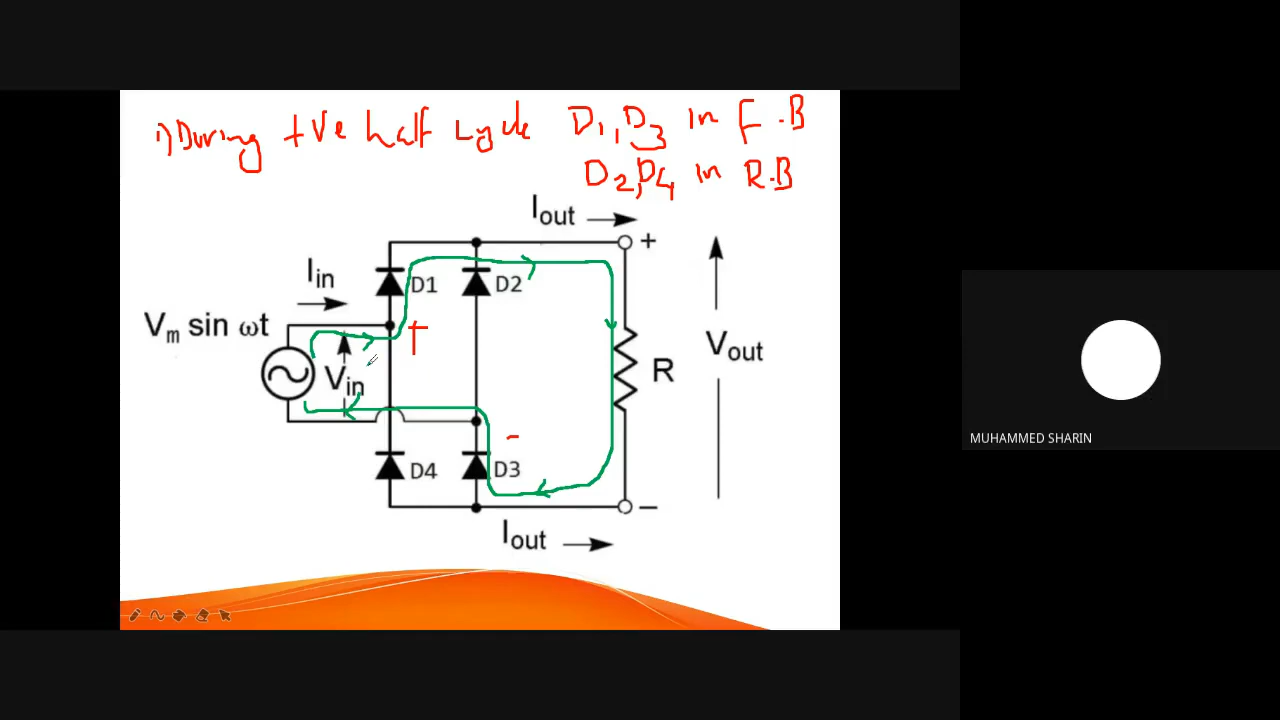 1) During +ve half cycle D1, D3 in F.B
D2, D4 in R.B
Iout
+
Iin
D1
D2
Vm sin ωt
+
Vin
R
Vout
-
D4
D3
–
Iout
MUHAMMED SHARIN